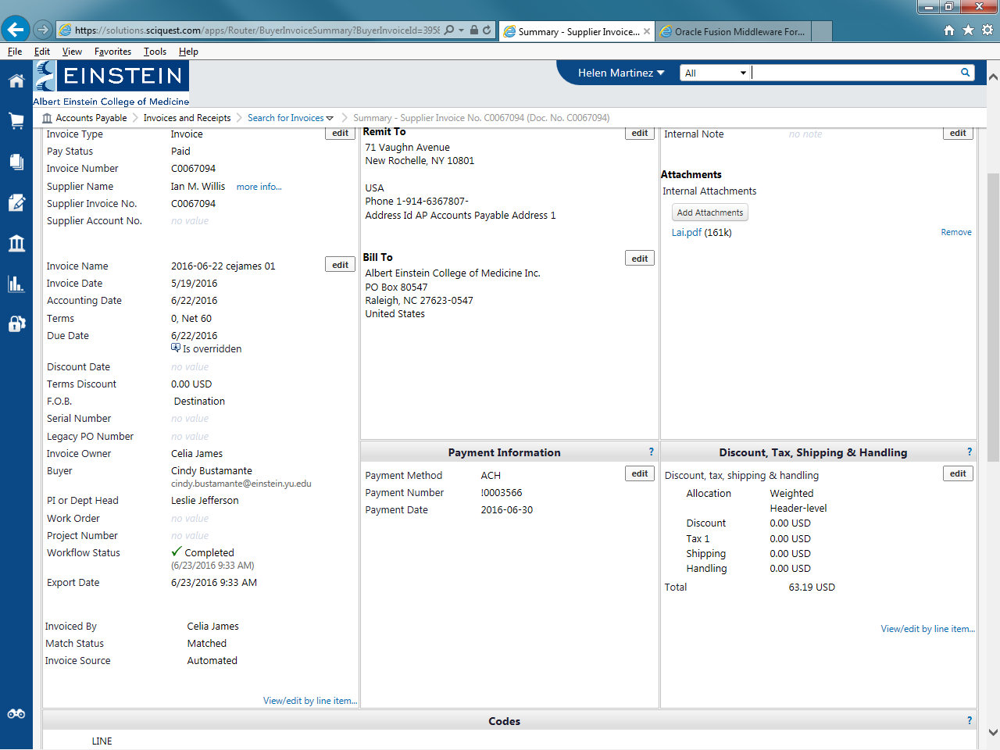 https://solutions.sciquest.com/apps/Router/BuyerInvoiceSummary?BuyerInvoiceId=3958
Summary - Supplier Invoice...
Oracle Fusion Middleware For...
File Edit View Favorites Tools Help
EINSTEIN
Albert Einstein College of Medicine
Helen Martinez
All
Accounts Payable
Invoices and Receipts
Search for Invoices
Summary - Supplier Invoice No. C0067094 (Doc. No. C0067094)
Invoice Type Invoice
edit
Pay Status Paid
Invoice Number C0067094
Supplier Name Ian M. Willis more info...
Supplier Invoice No. C0067094
Supplier Account No. no value
Invoice Name 2016-06-22 cejames 01
edit
Invoice Date 5/19/2016
Accounting Date 6/22/2016
Terms 0, Net 60
Due Date 6/22/2016
Is overridden
Discount Date no value
Terms Discount 0.00 USD
F.O.B. Destination
Serial Number no value
Legacy PO Number no value
Invoice Owner Celia James
Buyer Cindy Bustamante
cindy.bustamante@einstein.yu.edu
PI or Dept Head Leslie Jefferson
Work Order no value
Project Number no value
Workflow Status Completed
(6/23/2016 9:33 AM)
Export Date 6/23/2016 9:33 AM
Invoiced By Celia James
Match Status Matched
Invoice Source Automated
View/edit by line item...
Remit To
edit
71 Vaughn Avenue
New Rochelle, NY 10801
USA
Phone 1-914-6367807-
Address Id AP Accounts Payable Address 1
Bill To
edit
Albert Einstein College of Medicine Inc.
PO Box 80547
Raleigh, NC 27623-0547
United States
Payment Information ?
Payment Method ACH
edit
Payment Number !0003566
Payment Date 2016-06-30
Internal Note no note
edit
Attachments
Internal Attachments
Add Attachments
Lai.pdf (161k) Remove
Discount, Tax, Shipping & Handling ?
Discount, tax, shipping & handling
edit
Allocation Weighted
Header-level
Discount 0.00 USD
Tax 1 0.00 USD
Shipping 0.00 USD
Handling 0.00 USD
Total 63.19 USD
View/edit by line item...
Codes ?
LINE